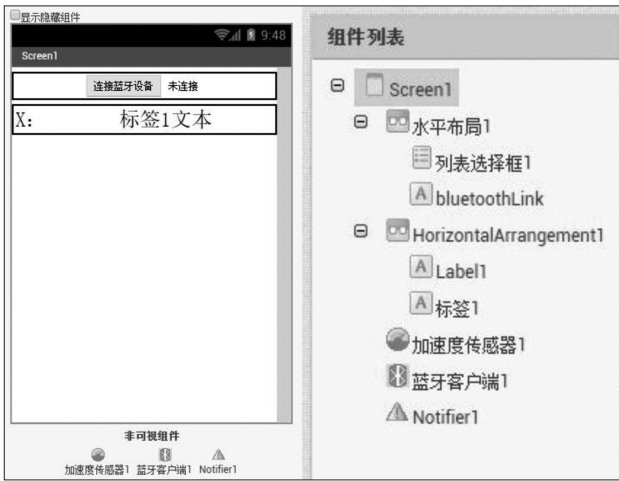 显示隐藏组件
9:48
Screen1
连接蓝牙设备 未连接
X: 标签1文本
非可视组件
加速度传感器1 蓝牙客户端1 Notifier1
组件列表
Screen1
水平布局1
列表选择框1
bluetoothLink
HorizontalArrangement1
Label1
标签1
加速度传感器1
蓝牙客户端1
Notifier1